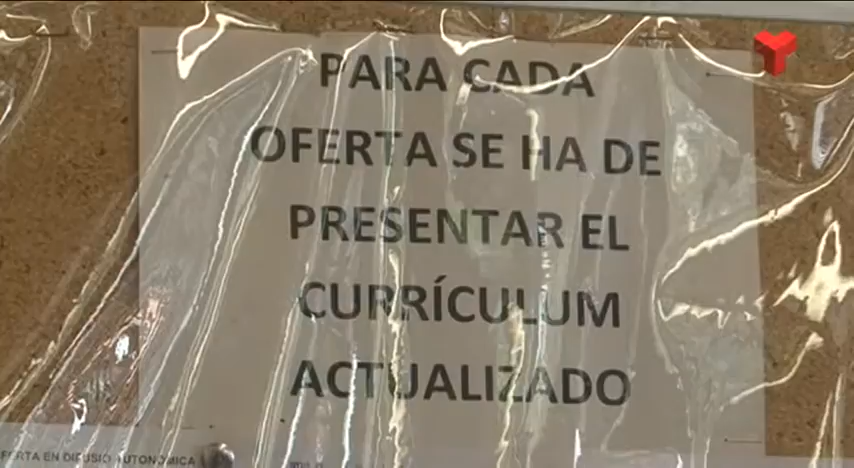 PARA CADA
OFERTA SE HA DE
PRESENTAR EL
CURRÍCULUM
ACTUALIZADO